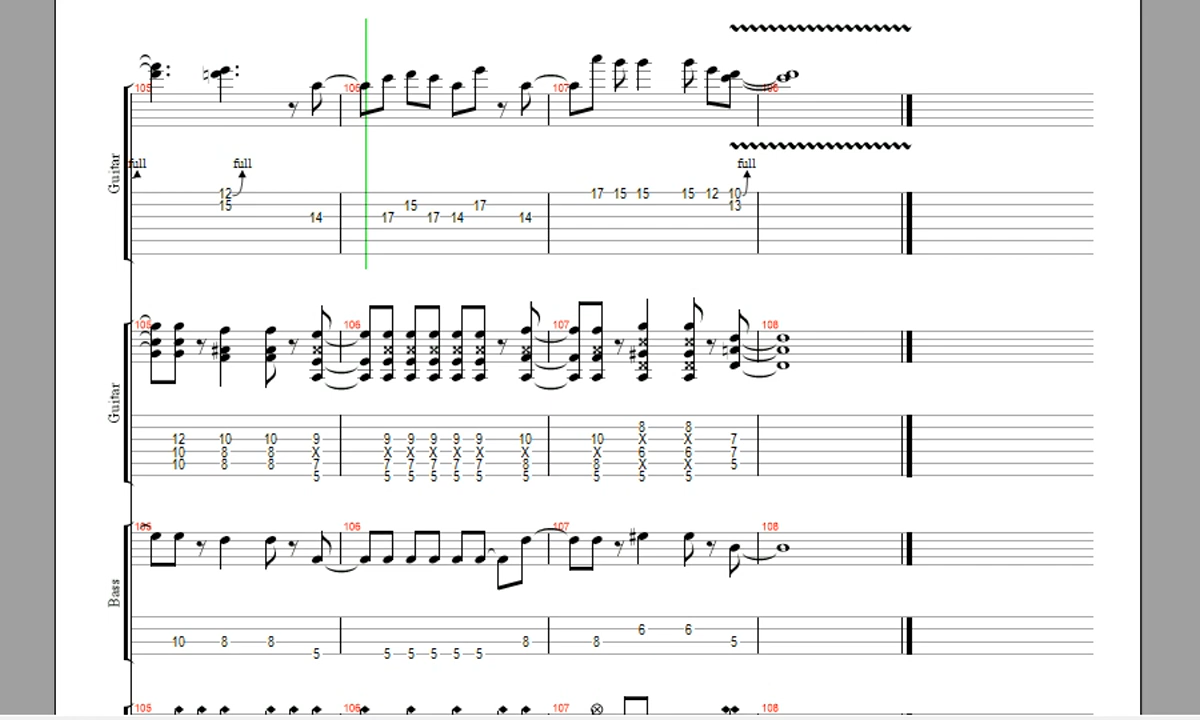 105 106 107 108
full full full
12 17 15 15 15 12 10
15 15 17 13
14 17 17 14 14
Guitar
105 106 107 108
8 8
12 10 10 9 9 9 9 9 9 10 10 X X 7
10 8 8 X X X X X X X X 6 6 7
10 8 8 7 7 7 7 7 7 8 8 X X 5
5 5 5 5 5 5 5 5 5 5
Guitar
105 106 107 108
6 6
10 8 8 8 8 5
5 5 5 5 5 5
Bass
105 106 107 108